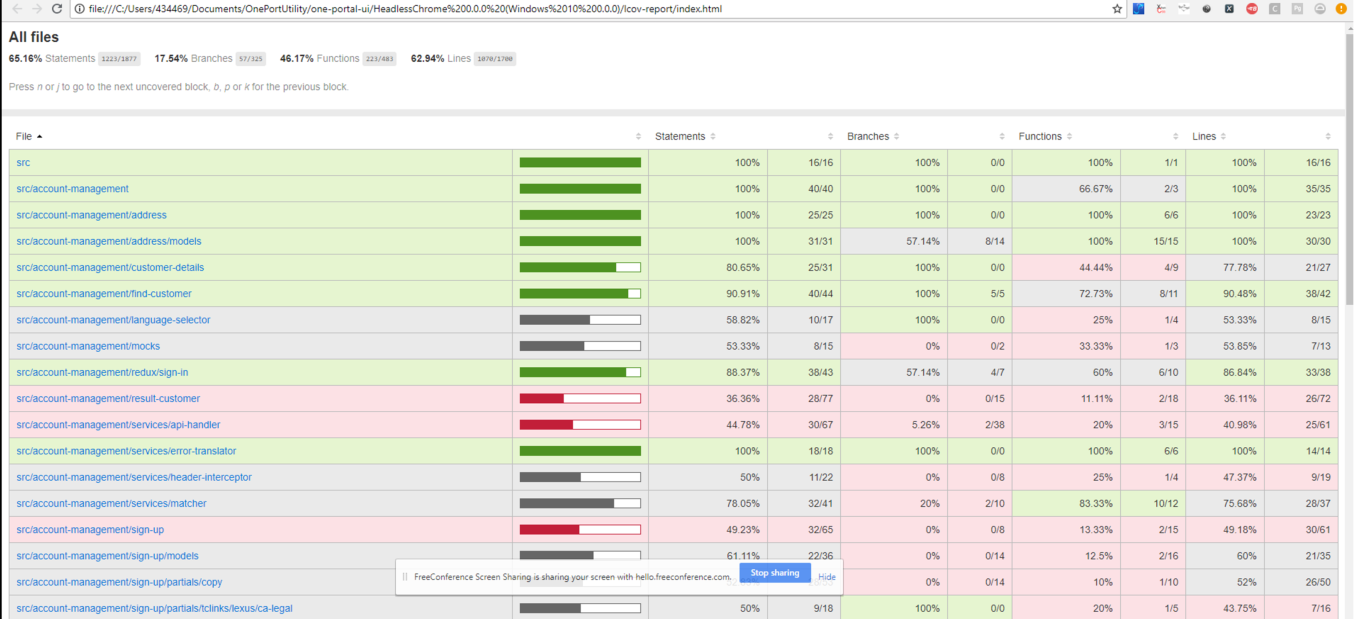 file:///C:/Users/434469/Documents/OnePortUtility/one-portal-ui/HeadlessChrome%200.0.0%20(Windows%2010%200.0.0)/lcov-report/index.html
All files
65.16% Statements 1223/1877 17.54% Branches 57/325 46.17% Functions 223/483 62.94% Lines 1070/1700
Press n or j to go to the next uncovered block, b, p or k for the previous block.
File Statements Branches Functions Lines
src 100% 16/16 100% 0/0 100% 1/1 100% 16/16
src/account-management 100% 40/40 100% 0/0 66.67% 2/3 100% 35/35
src/account-management/address 100% 25/25 100% 0/0 100% 6/6 100% 23/23
src/account-management/address/models 100% 31/31 57.14% 8/14 100% 15/15 100% 30/30
src/account-management/customer-details 80.65% 25/31 100% 0/0 44.44% 4/9 77.78% 21/27
src/account-management/find-customer 90.91% 40/44 100% 5/5 72.73% 8/11 90.48% 38/42
src/account-management/language-selector 58.82% 10/17 100% 0/0 25% 1/4 53.33% 8/15
src/account-management/mocks 53.33% 8/15 0% 0/2 33.33% 1/3 53.85% 7/13
src/account-management/redux/sign-in 88.37% 38/43 57.14% 4/7 60% 6/10 86.84% 33/38
src/account-management/result-customer 36.36% 28/77 0% 0/15 11.11% 2/18 36.11% 26/72
src/account-management/services/api-handler 44.78% 30/67 5.26% 2/38 20% 3/15 40.98% 25/61
src/account-management/services/error-translator 100% 18/18 100% 0/0 100% 6/6 100% 14/14
src/account-management/services/header-interceptor 50% 11/22 0% 0/8 25% 1/4 47.37% 9/19
src/account-management/services/matcher 78.05% 32/41 20% 2/10 83.33% 10/12 75.68% 28/37
src/account-management/sign-up 49.23% 32/65 0% 0/8 13.33% 2/15 49.18% 30/61
src/account-management/sign-up/models 61.11% 22/36 0% 0/14 12.5% 2/16 60% 21/35
FreeConference Screen Sharing is sharing your screen with hello.freeconference.com. Stop sharing Hide
src/account-management/sign-up/partials/copy 0% 0/14 10% 1/10 52% 26/50
src/account-management/sign-up/partials/tclinks/lexus/ca-legal 50% 9/18 100% 0/0 20% 1/5 43.75% 7/16